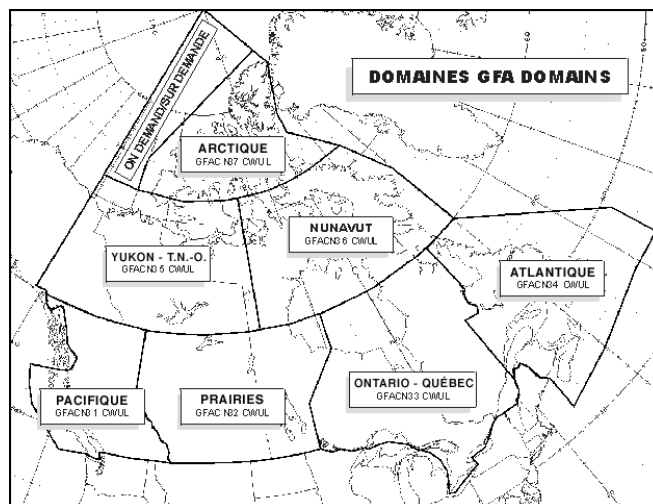 DOMAINES GFA DOMAINS
ON DEMAND/SUR DEMANDE
ARCTIQUE
GFACN37 CWUL
NUNAVUT
GFACN36 CWUL
YUKON - T.N.-O.
GFACN35 CWUL
ATLANTIQUE
GFACN34 CWUL
PACIFIQUE
GFACN31 CWUL
PRAIRIES
GFACN32 CWUL
ONTARIO - QUÉBEC
GFACN33 CWUL